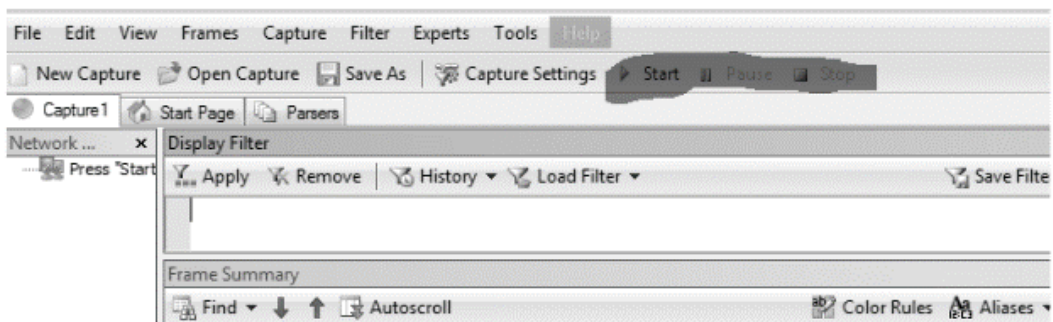 File Edit View Frames Capture Filter Experts Tools Help
New Capture Open Capture Save As Capture Settings Start Pause Stop
Capture1 Start Page Parsers
Network ... x Display Filter
Press "Start Apply Remove History Load Filter Save Filte
Frame Summary
Find Autoscroll Color Rules Aliases